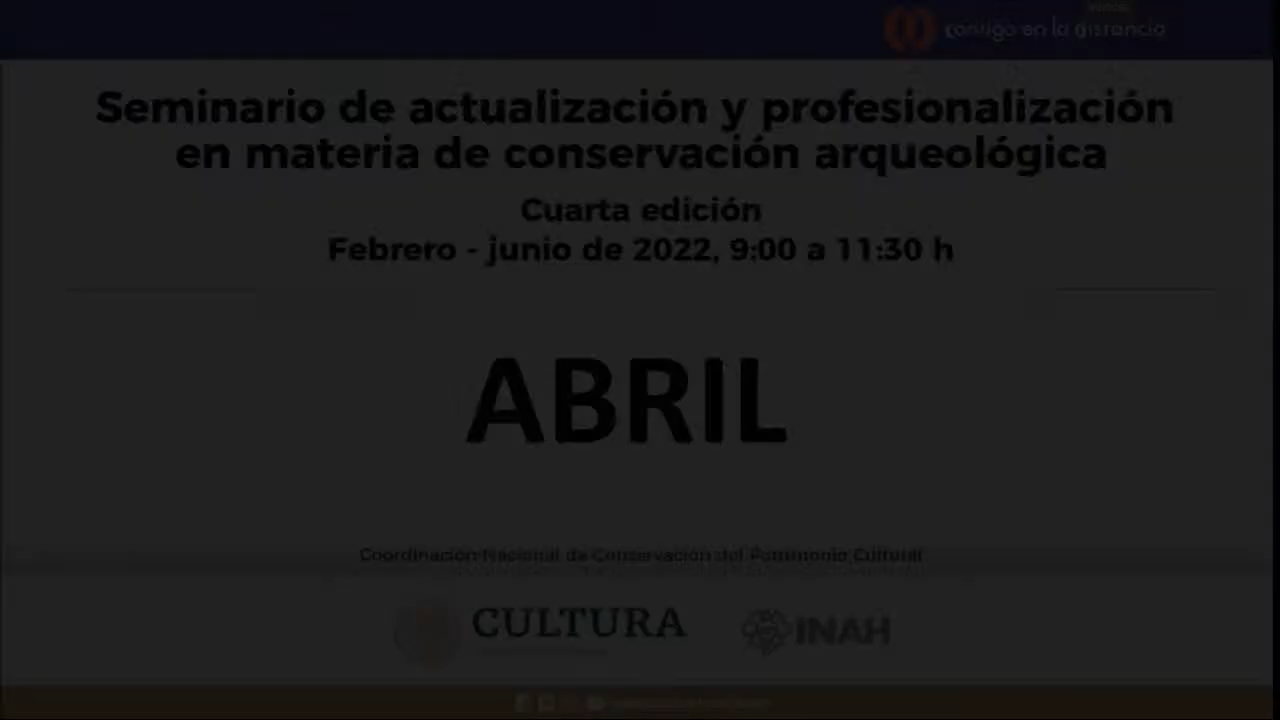 contigo en la distancia
Seminario de actualización y profesionalización
en materia de conservación arqueológica
Cuarta edición
Febrero - junio de 2022, 9:00 a 11:30 h
ABRIL
Coordinación Nacional de Conservación del Patrimonio Cultural
CULTURA
INAH